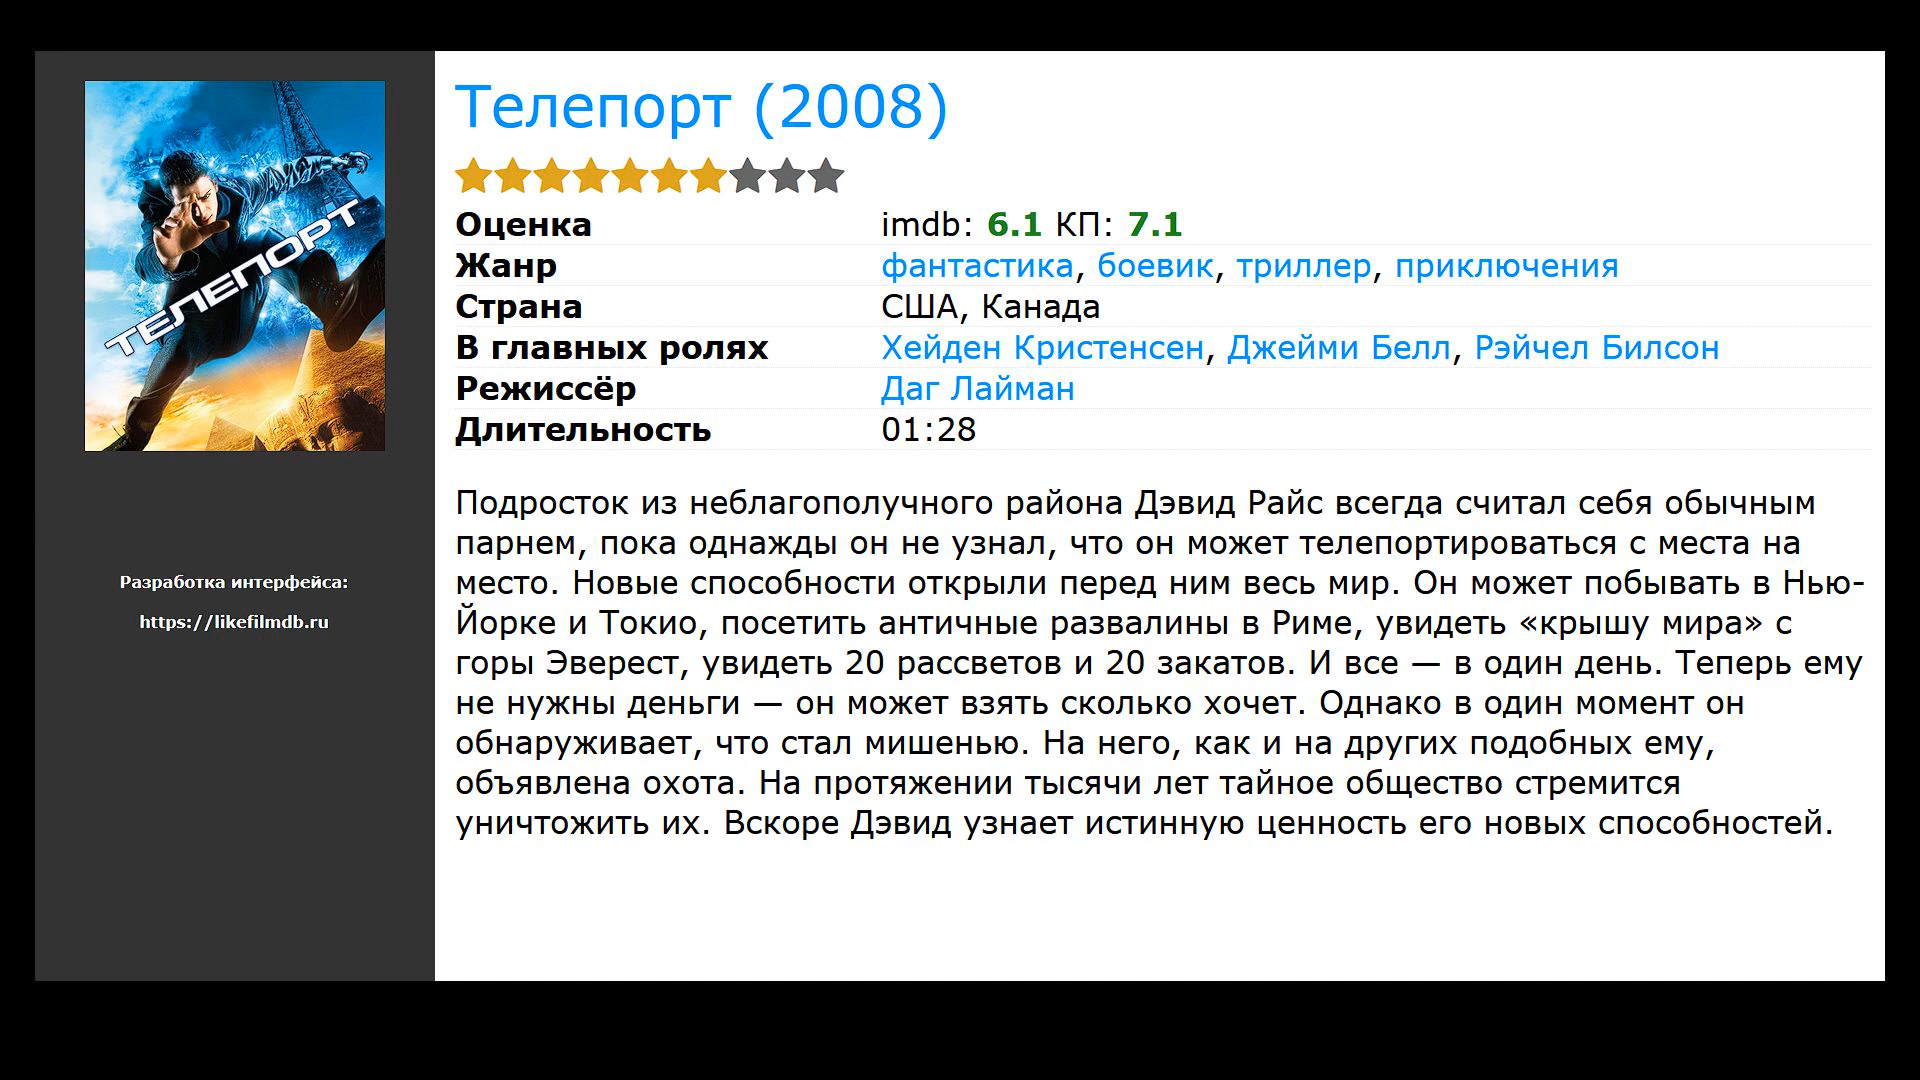 ТЕЛЕПОРТ
Разработка интерфейса:
https://likefilmdb.ru
Телепорт (2008)
Оценка imdb: 6.1 КП: 7.1
Жанр фантастика, боевик, триллер, приключения
Страна США, Канада
В главных ролях Хейден Кристенсен, Джейми Белл, Рэйчел Билсон
Режиссёр Даг Лайман
Длительность 01:28
Подросток из неблагополучного района Дэвид Райс всегда считал себя обычным
парнем, пока однажды он не узнал, что он может телепортироваться с места на
место. Новые способности открыли перед ним весь мир. Он может побывать в Нью-
Йорке и Токио, посетить античные развалины в Риме, увидеть «крышу мира» с
горы Эверест, увидеть 20 рассветов и 20 закатов. И все — в один день. Теперь ему
не нужны деньги — он может взять сколько хочет. Однако в один момент он
обнаруживает, что стал мишенью. На него, как и на других подобных ему,
объявлена охота. На протяжении тысячи лет тайное общество стремится
уничтожить их. Вскоре Дэвид узнает истинную ценность его новых способностей.